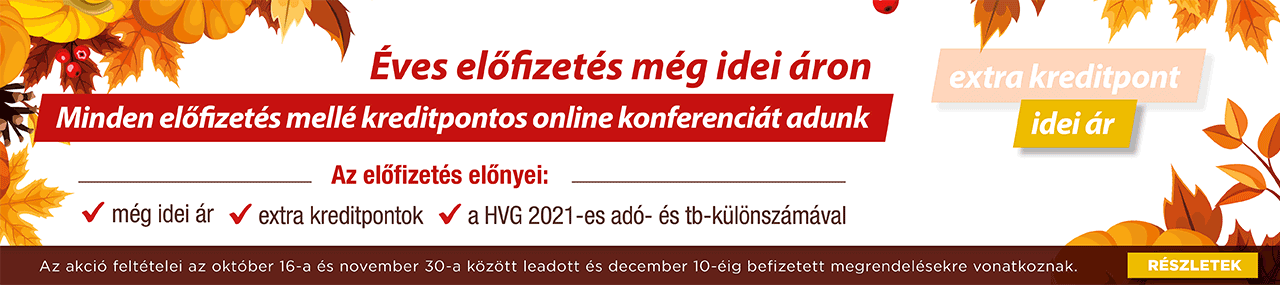 Éves előfizetés még idei áron
Minden előfizetés mellé kreditpontos online konferenciát adunk
extra kreditpont
idei ár
Az előfizetés előnyei:
még idei ár extra kreditpontok a HVG 2021-es adó- és tb-különszámával
Az akció feltételei az október 16-a és november 30-a között leadott és december 10-éig befizetett megrendelésekre vonatkoznak.
RÉSZLETEK